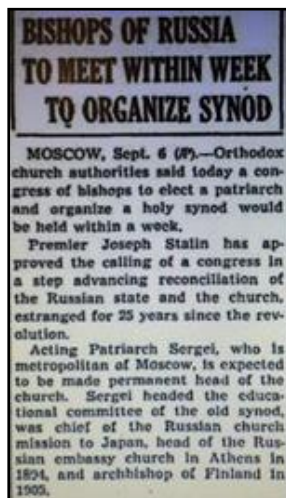 BISHOPS OF RUSSIA
TO MEET WITHIN WEEK
TO ORGANIZE SYNOD
MOSCOW, Sept. 6 (AP).—Orthodox
church authorities said today a con-
gress of bishops to elect a patriarch
and organize a holy synod would
be held within a week.
Premier Joseph Stalin has ap-
proved the calling of a congress in
a step advancing reconciliation of
the Russian state and the church,
estranged for 25 years since the rev-
olution.
Acting Patriarch Sergei, who is
metropolitan of Moscow, is expected
to be made permanent head of the
church. Sergei headed the educa-
tional committee of the old synod,
was chief of the Russian church
mission to Japan, head of the Rus-
sian embassy church in Athens in
1894, and archbishop of Finland in
1905.